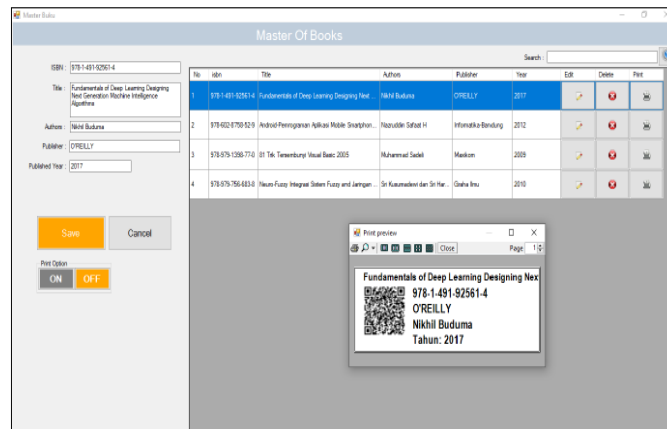 Master Buku
Master Of Books
Search :
ISBN : 978-1-491-92561-4
Title : Fundamentals of Deep Learning Designing
Next Generation Machine Intelligence
Algorithms
Authors : Nikhil Buduma
Publisher : O'REILLY
Published Year : 2017
Save Cancel
Print Option
ON OFF
No isbn Title Authors Publisher Year Edit Delete Print
1 978-1-491-92561-4 Fundamentals of Deep Learning Designing Next ... Nikhil Buduma O'REILLY 2017
2 978-602-8758-52-9 Android-Pemrograman Aplikasi Mobile Smartphon... Nazruddin Safaat H Informatika-Bandung 2012
3 978-979-1398-77-0 81 Trik Tersembunyi Visual Basic 2005 Muhammad Sadeli Maxikom 2009
4 978-979-756-683-8 Neuro-Fuzzy Integrasi Sistem Fuzzy dan Jaringan ... Sri Kusumadewi dan Sri Har... Graha Ilmu 2010
Print preview
Close Page 1
Fundamentals of Deep Learning Designing Nex
978-1-491-92561-4
O'REILLY
Nikhil Buduma
Tahun: 2017